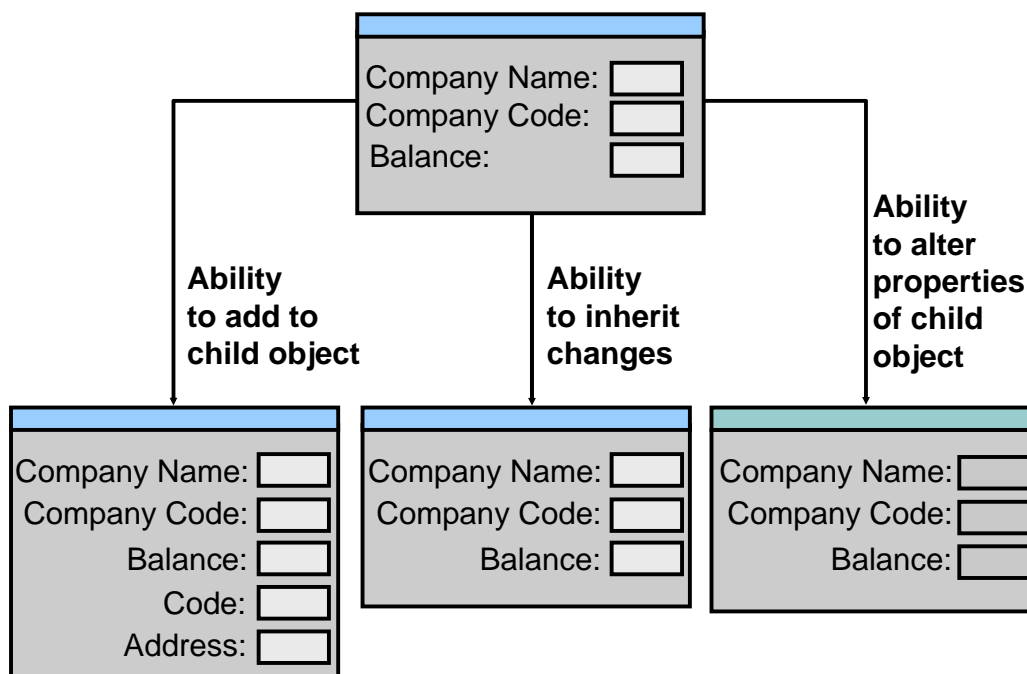 Company Name:
Company Code:
Balance:
Ability
to add to
child object
Ability
to inherit
changes
Ability
to alter
properties
of child
object
Company Name:
Company Code:
Balance:
Code:
Address:
Company Name:
Company Code:
Balance:
Company Name:
Company Code:
Balance: